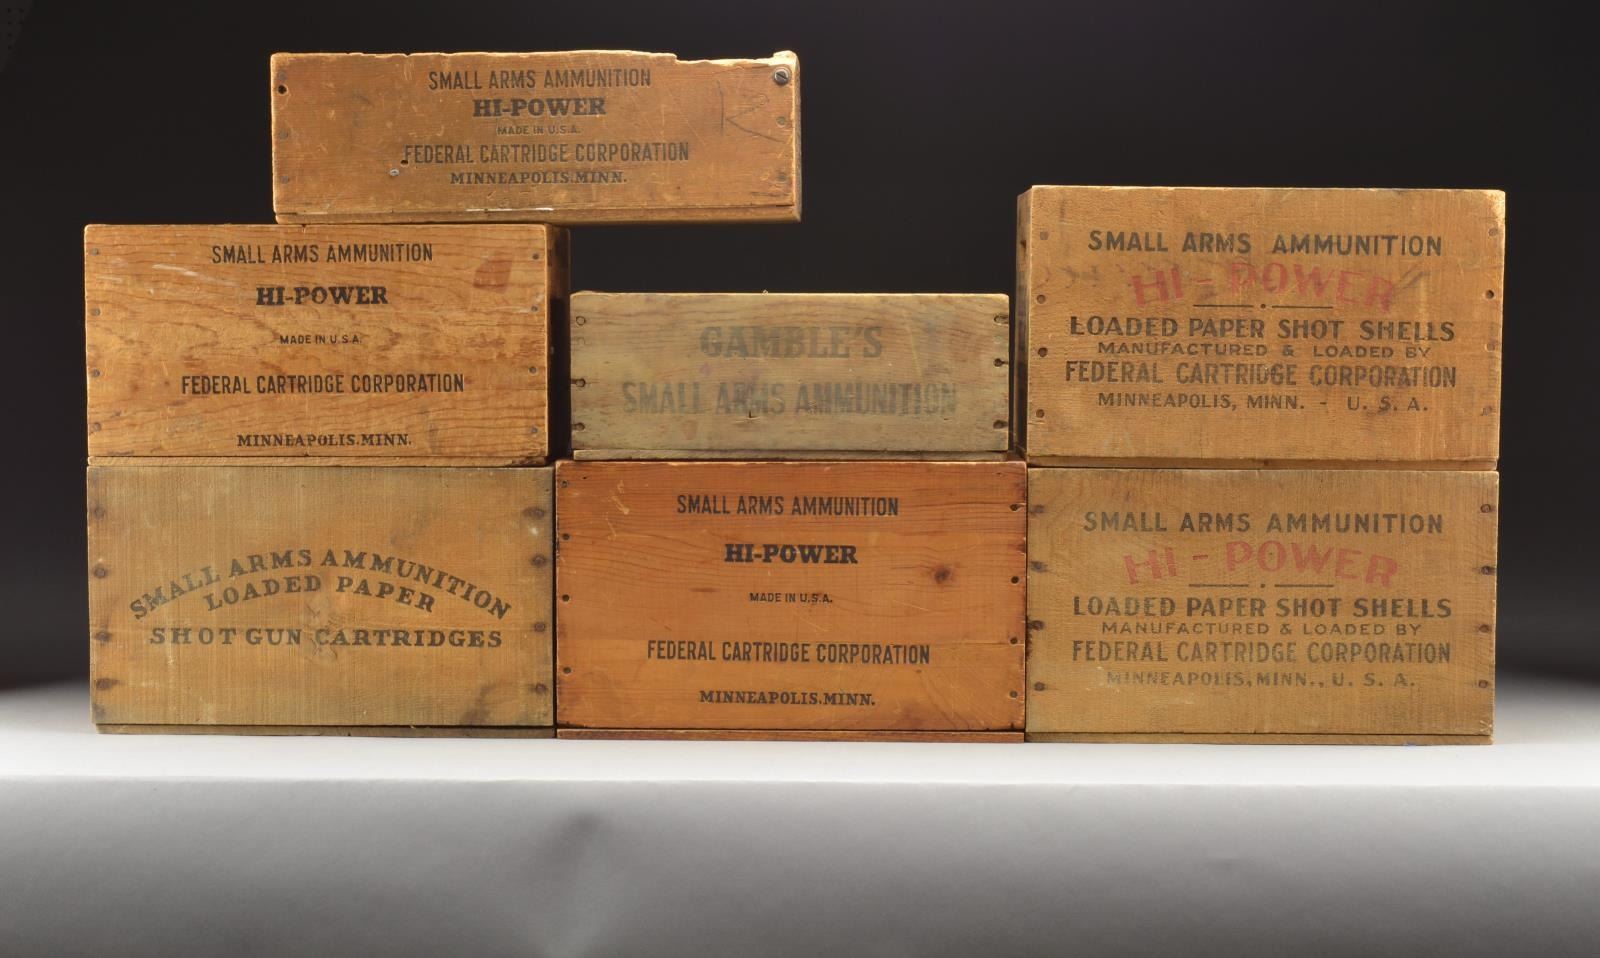 SMALL ARMS AMMUNITION
HI-POWER
MADE IN U.S.A.
FEDERAL CARTRIDGE CORPORATION
MINNEAPOLIS.MINN.
SMALL ARMS AMMUNITION
HI-POWER
MADE IN U.S.A.
FEDERAL CARTRIDGE CORPORATION
MINNEAPOLIS.MINN.
GAMBLE'S
SMALL ARMS AMMUNITION
SMALL ARMS AMMUNITION
HI-POWER
LOADED PAPER SHOT SHELLS
MANUFACTURED & LOADED BY
FEDERAL CARTRIDGE CORPORATION
MINNEAPOLIS, MINN. - U. S. A.
SMALL ARMS AMMUNITION
LOADED PAPER
SHOT GUN CARTRIDGES
SMALL ARMS AMMUNITION
HI-POWER
MADE IN U.S.A.
FEDERAL CARTRIDGE CORPORATION
MINNEAPOLIS.MINN.
SMALL ARMS AMMUNITION
HI-POWER
LOADED PAPER SHOT SHELLS
MANUFACTURED & LOADED BY
FEDERAL CARTRIDGE CORPORATION
MINNEAPOLIS, MINN., U. S. A.